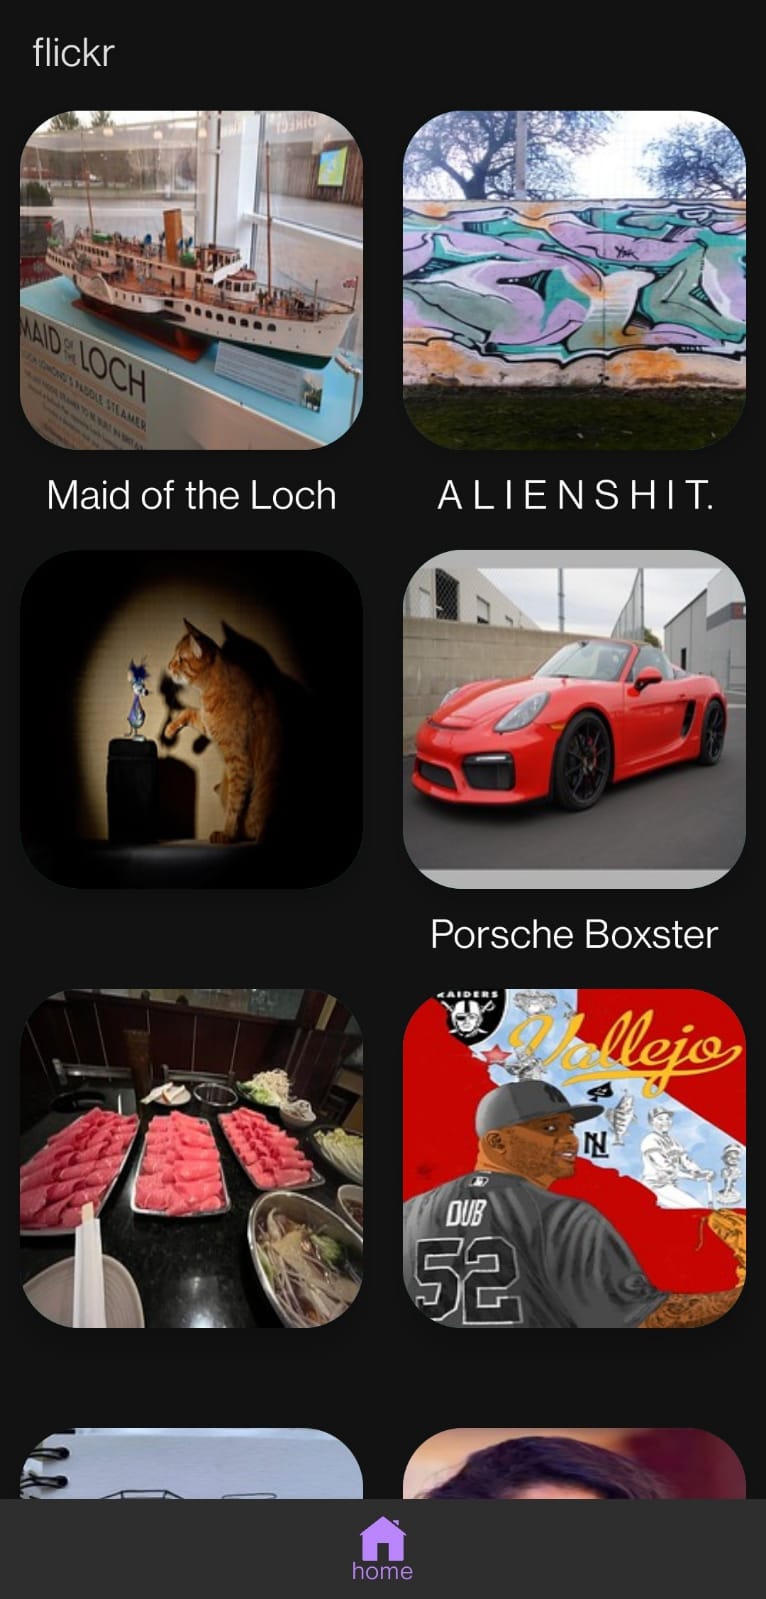 flickr
MAID OF THE LOCH
LOCH LOMOND'S PADDLE STEAMER
Maid of the Loch
A L I E N S H I T.
Porsche Boxster
RAIDERS
Vallejo
DUB
52
home